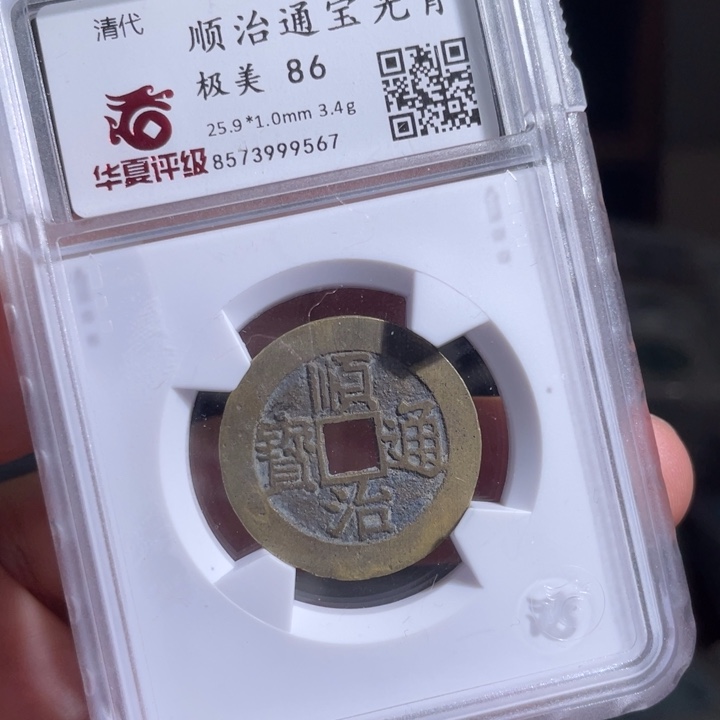 清代
顺治通宝光背
极美 86
25.9*1.0mm 3.4g
华夏评级 8573999567
順
寶 通
治